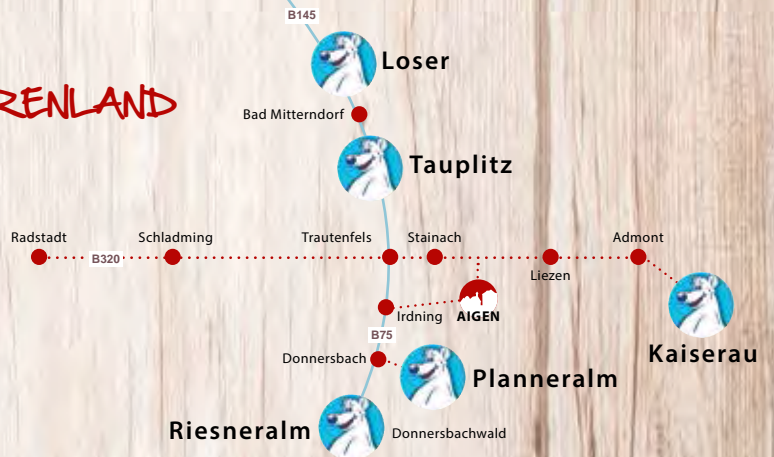 B145
Loser
RENLAND
Bad Mitterndorf
Tauplitz
Radstadt
Schladming
Trautenfels
Stainach
Admont
B320
Liezen
Irdning
AIGEN
B75
Kaiserau
Donnersbach
Planneralm
Riesneralm
Donnersbachwald